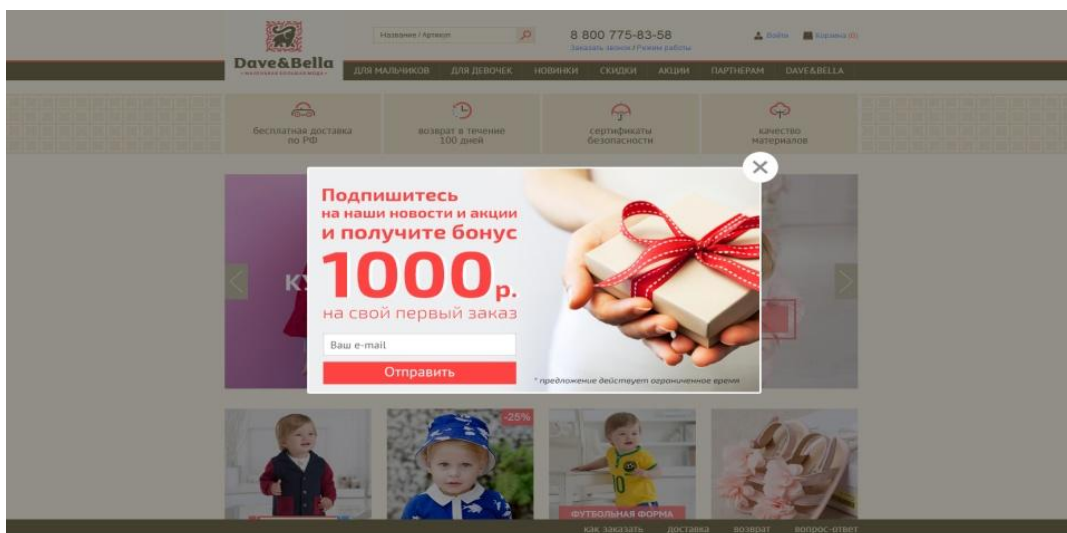 Название / Артикул
8 800 775-83-58
Заказать звонок / Режим работы
Войти
Корзина (0)
Dave&Bella
ДЛЯ МАЛЬЧИКОВ ДЛЯ ДЕВОЧЕК НОВИНКИ СКИДКИ АКЦИИ ПАРТНЕРАМ DAVE&BELLA
бесплатная доставка
по РФ
возврат в течение
100 дней
сертификаты
безопасности
качество
материалов
Подпишитесь
на наши новости и акции
и получите бонус
1000р.
на свой первый заказ
Ваш e-mail
Отправить
* предложение действует ограниченное время
-25%
ФУТБОЛЬНАЯ ФОРМА
как заказать доставка возврат вопрос-ответ